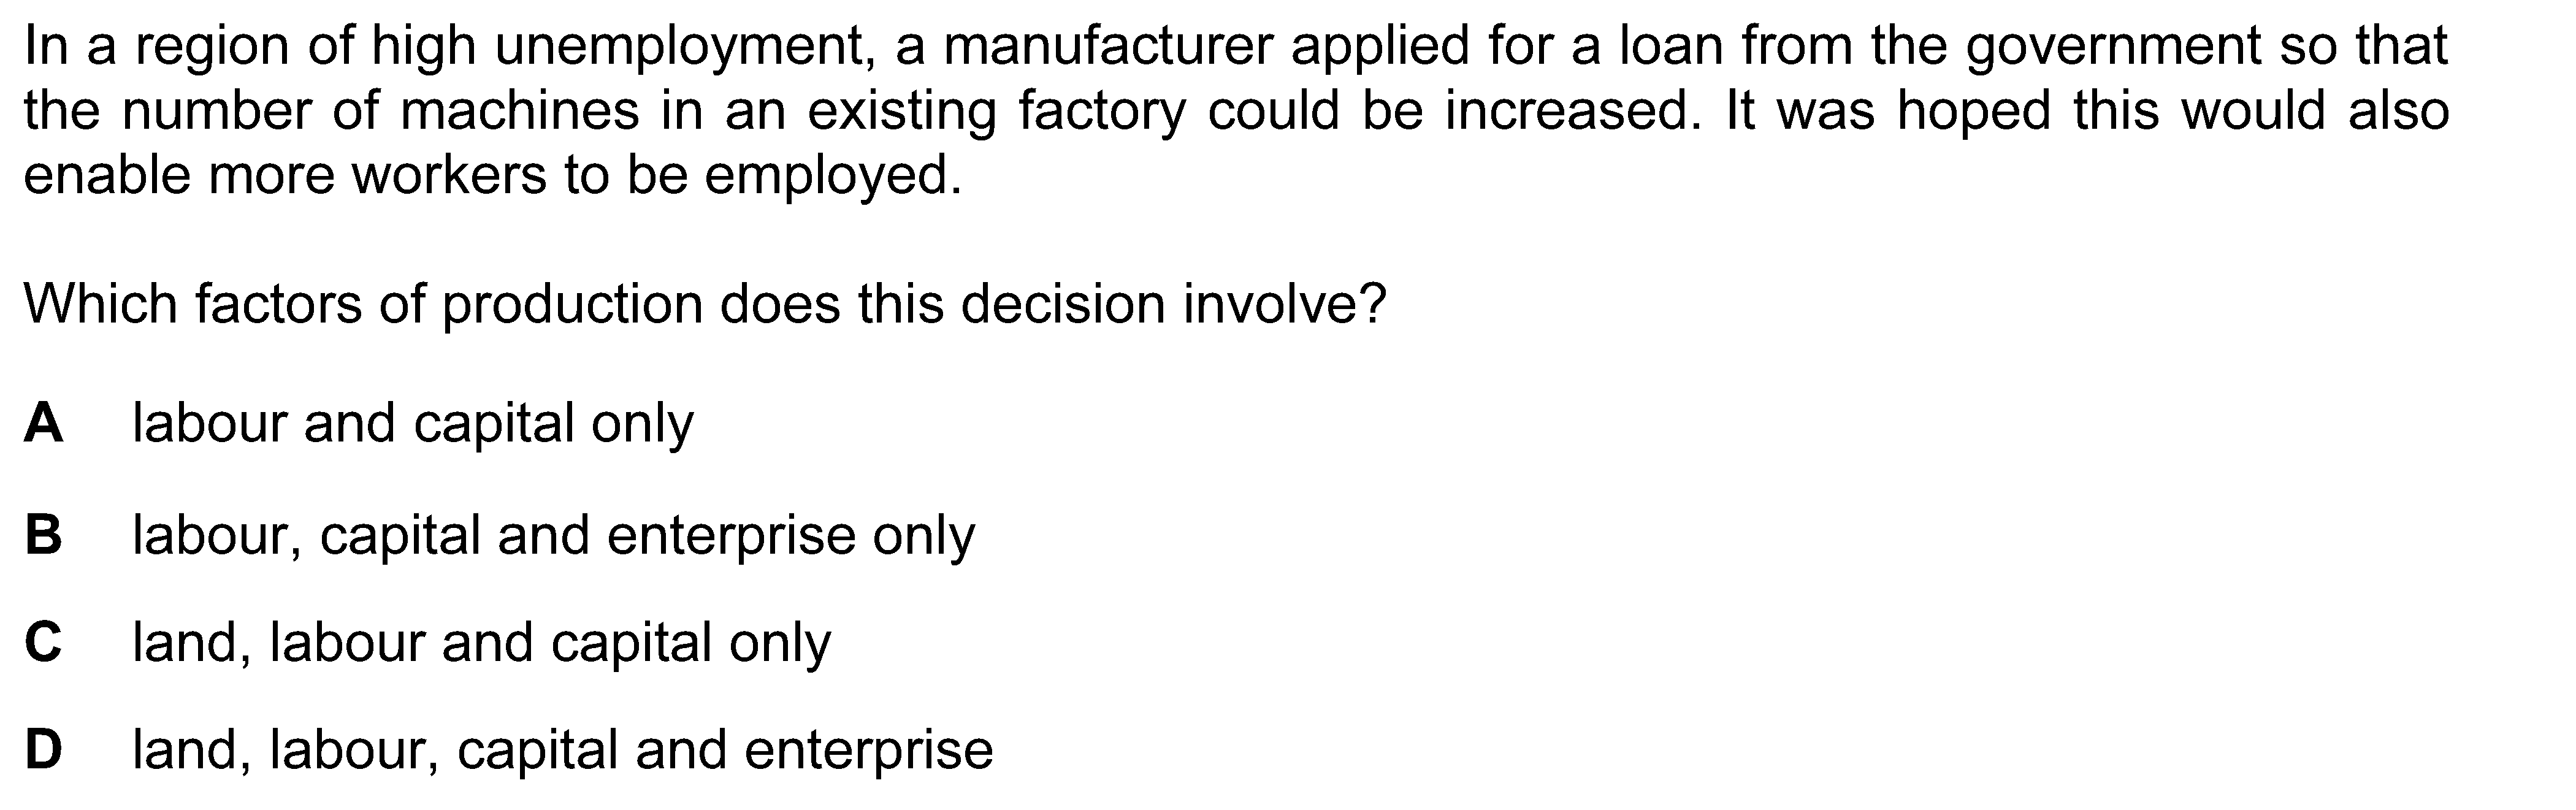 In a region of high unemployment, a manufacturer applied for a loan from the government so that
the number of machines in an existing factory could be increased. It was hoped this would also
enable more workers to be employed.
Which factors of production does this decision involve?
A labour and capital only
B labour, capital and enterprise only
C land, labour and capital only
D land, labour, capital and enterprise